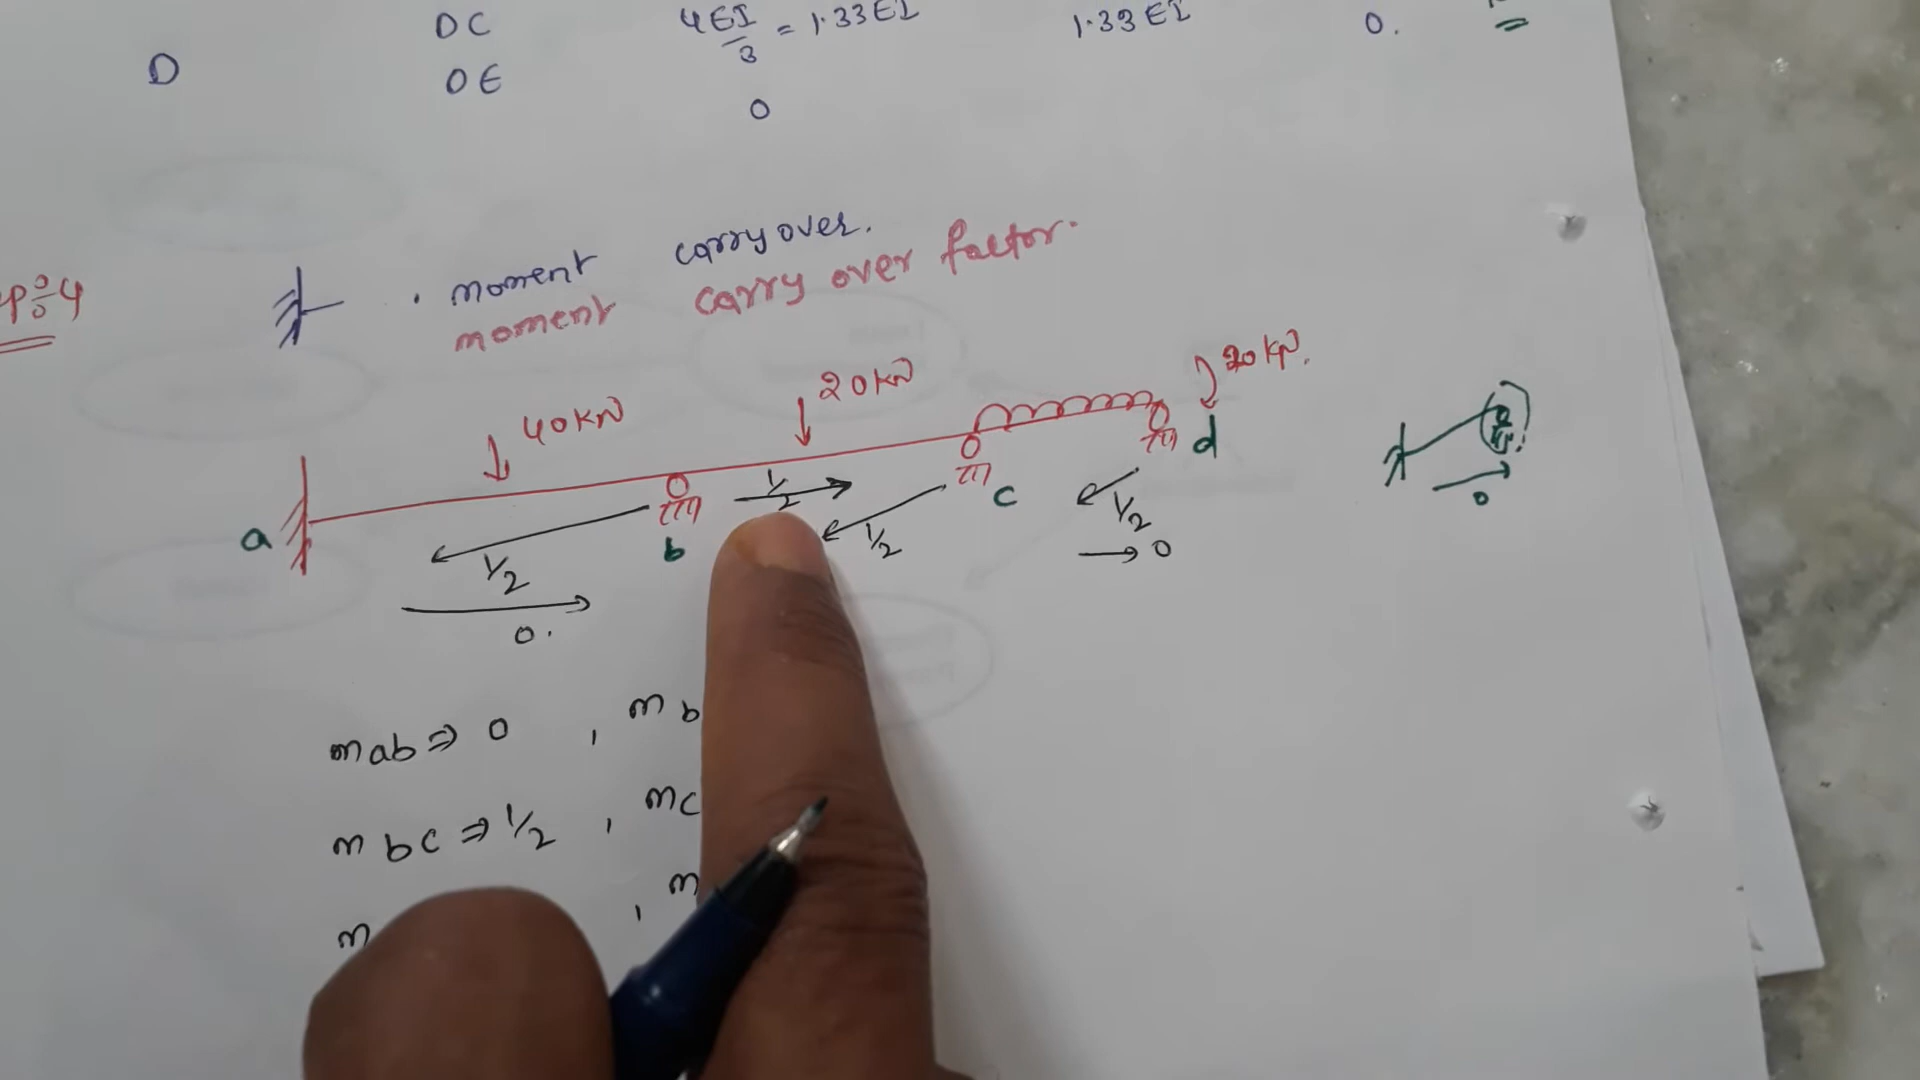 DC 4EI/3 = 1.33EI 1.33EI 0.
D DE
0
moment carryover.
moment carry over factor.
40KN 20KN 20KN.
a b c d
1/2 1/2 1/2 1/2
0. 0 0
mab ⇒ 0 , mb
mbc ⇒ 1/2 , mc
m , m